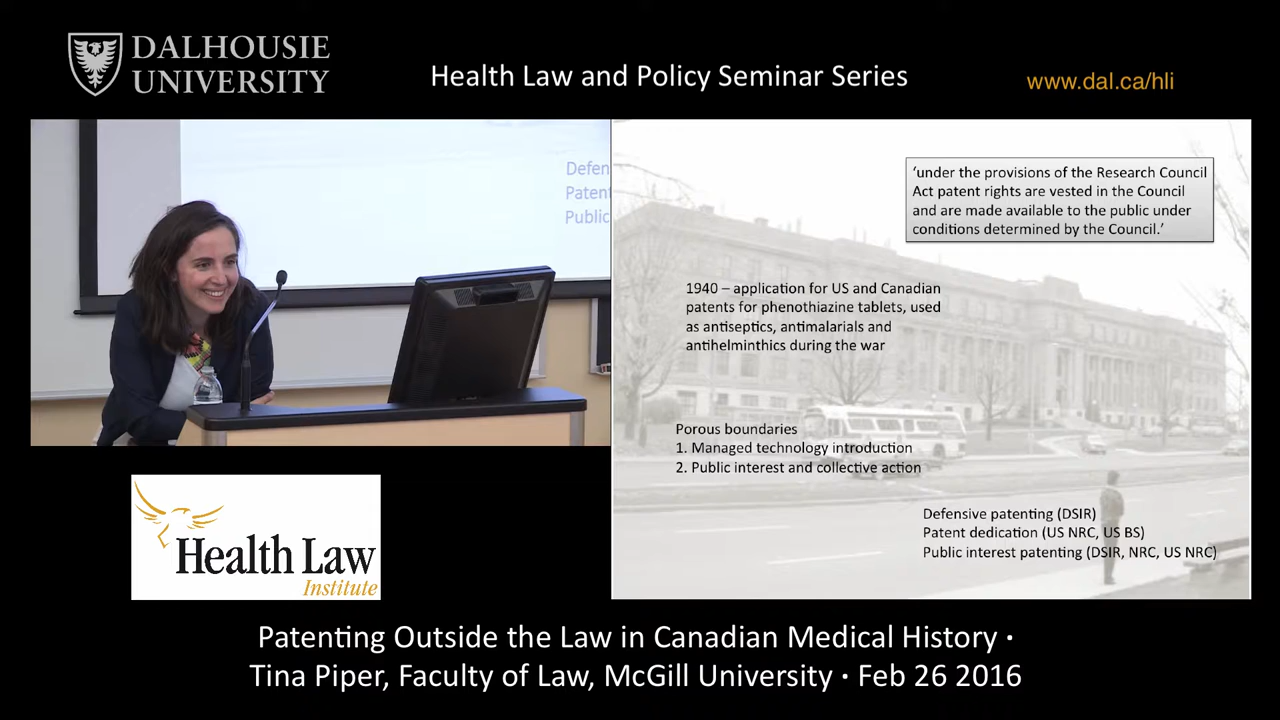 DALHOUSIE
UNIVERSITY
Health Law and Policy Seminar Series
www.dal.ca/hli
Defen
Patent
Public
‘under the provisions of the Research Council
Act patent rights are vested in the Council
and are made available to the public under
conditions determined by the Council.’
1940 – application for US and Canadian
patents for phenothiazine tablets, used
as antiseptics, antimalarials and
antihelminthics during the war
Porous boundaries
1. Managed technology introduction
2. Public interest and collective action
Defensive patenting (DSIR)
Patent dedication (US NRC, US BS)
Public interest patenting (DSIR, NRC, US NRC)
Health Law
Institute
Patenting Outside the Law in Canadian Medical History ·
Tina Piper, Faculty of Law, McGill University · Feb 26 2016